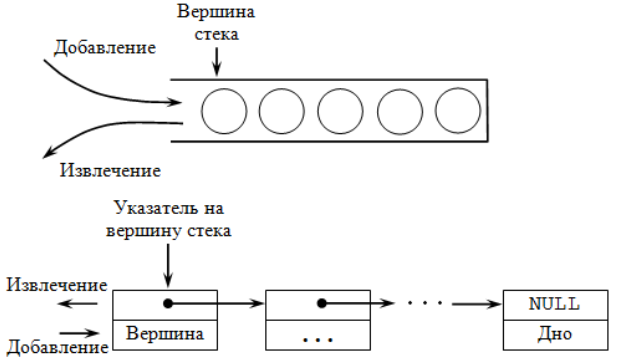 Вершина
стека
Добавление
Извлечение
Указатель на
вершину стека
Извлечение
Добавление
Вершина
...
...
NULL
Дно